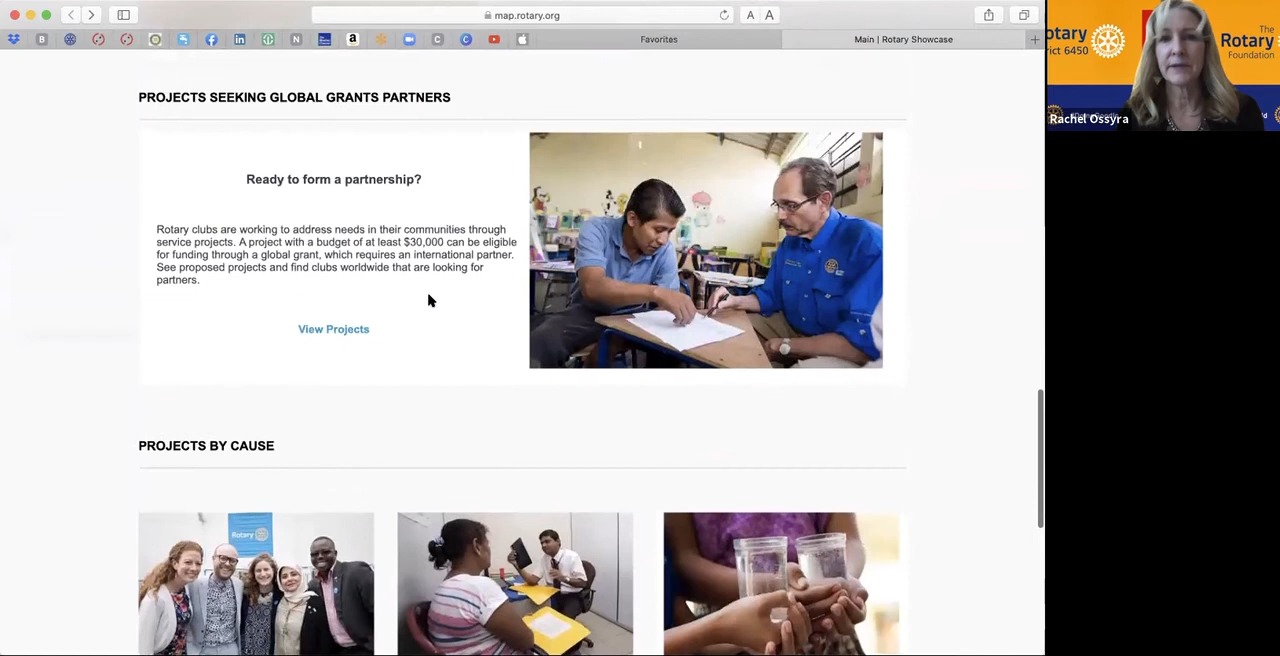 map.rotary.org
A A
B
N
a
C
C
Favorites
Main | Rotary Showcase
PROJECTS SEEKING GLOBAL GRANTS PARTNERS
Ready to form a partnership?
Rotary clubs are working to address needs in their communities through
service projects. A project with a budget of at least $30,000 can be eligible
for funding through a global grant, which requires an international partner.
See proposed projects and find clubs worldwide that are looking for
partners.
View Projects
PROJECTS BY CAUSE
Rotary
otary
rict 6450
The
Rotary
Foundation
Rachel Ossyra